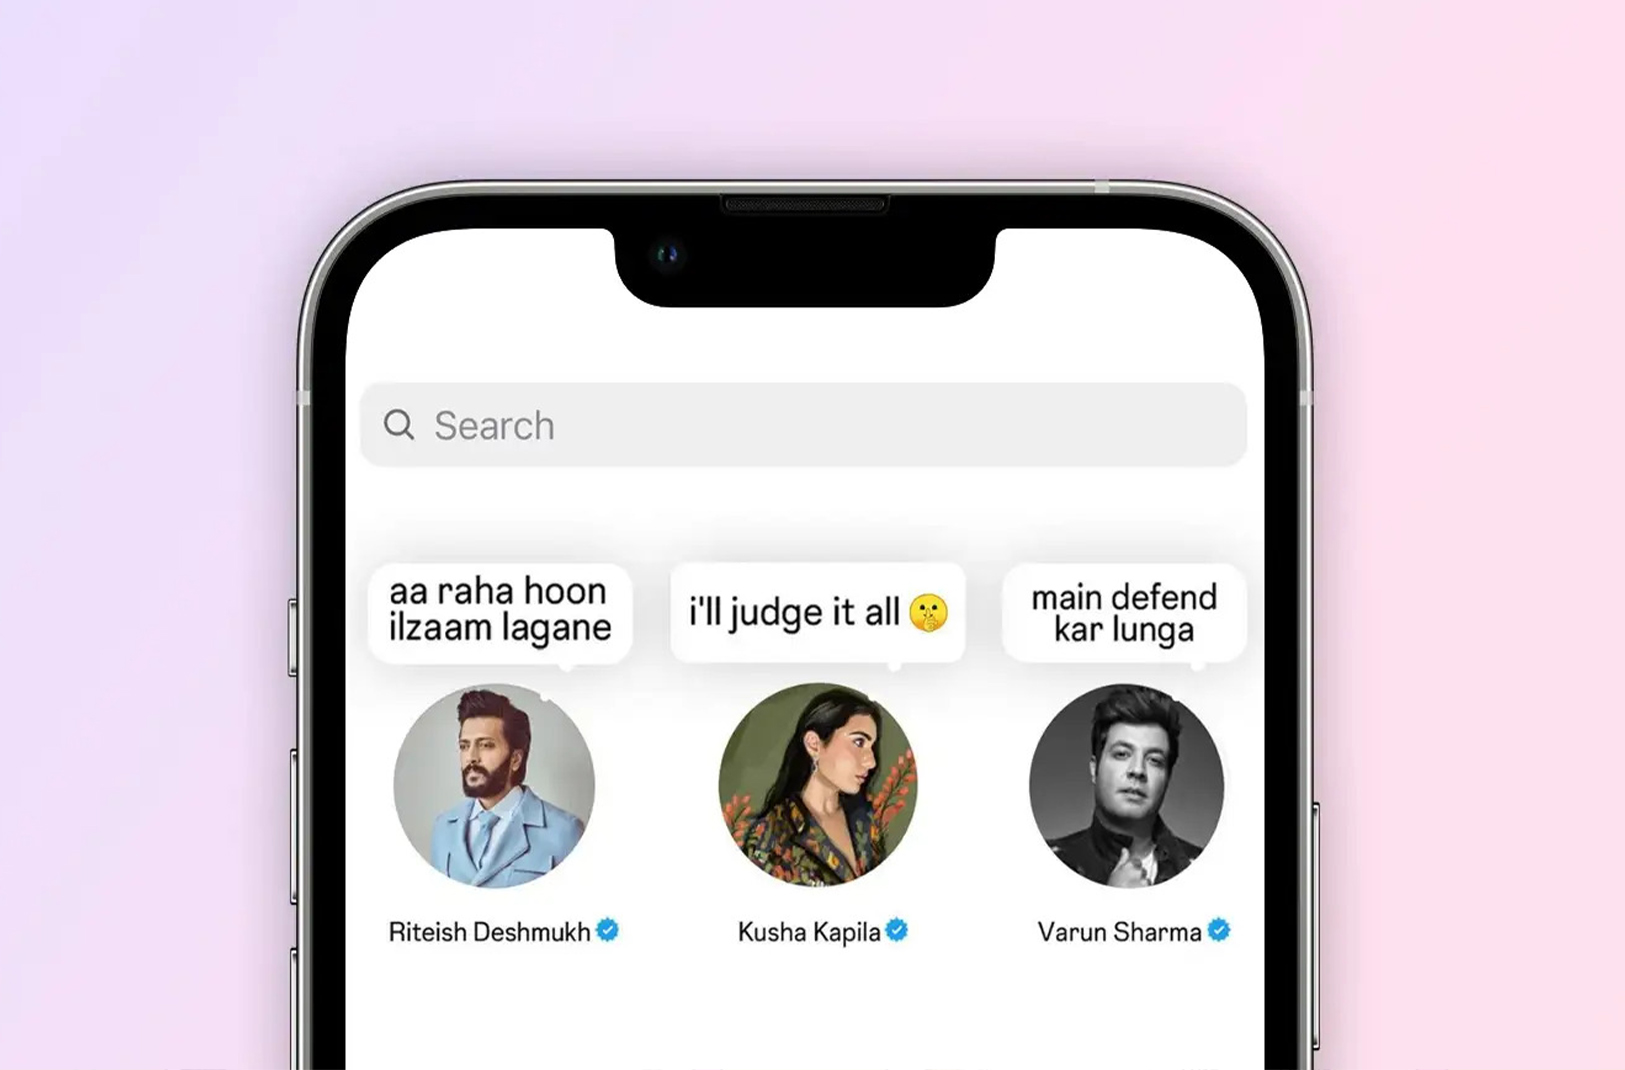 Search
aa raha hoon
ilzaam lagane
i'll judge it all 🤫
main defend
kar lunga
Riteish Deshmukh
Kusha Kapila
Varun Sharma